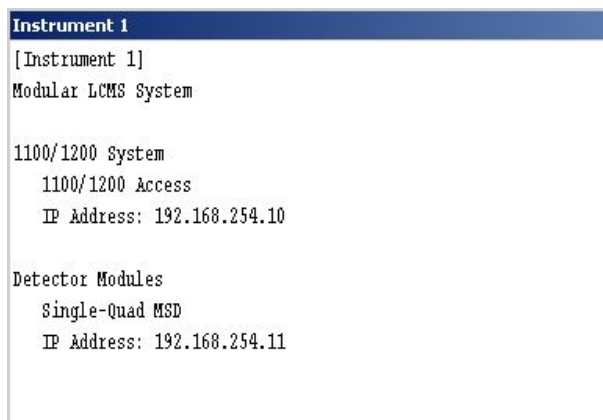 Instrument 1
[Instrument 1]
Modular LCMS System
1100/1200 System
1100/1200 Access
IP Address: 192.168.254.10
Detector Modules
Single-Quad MSD
IP Address: 192.168.254.11